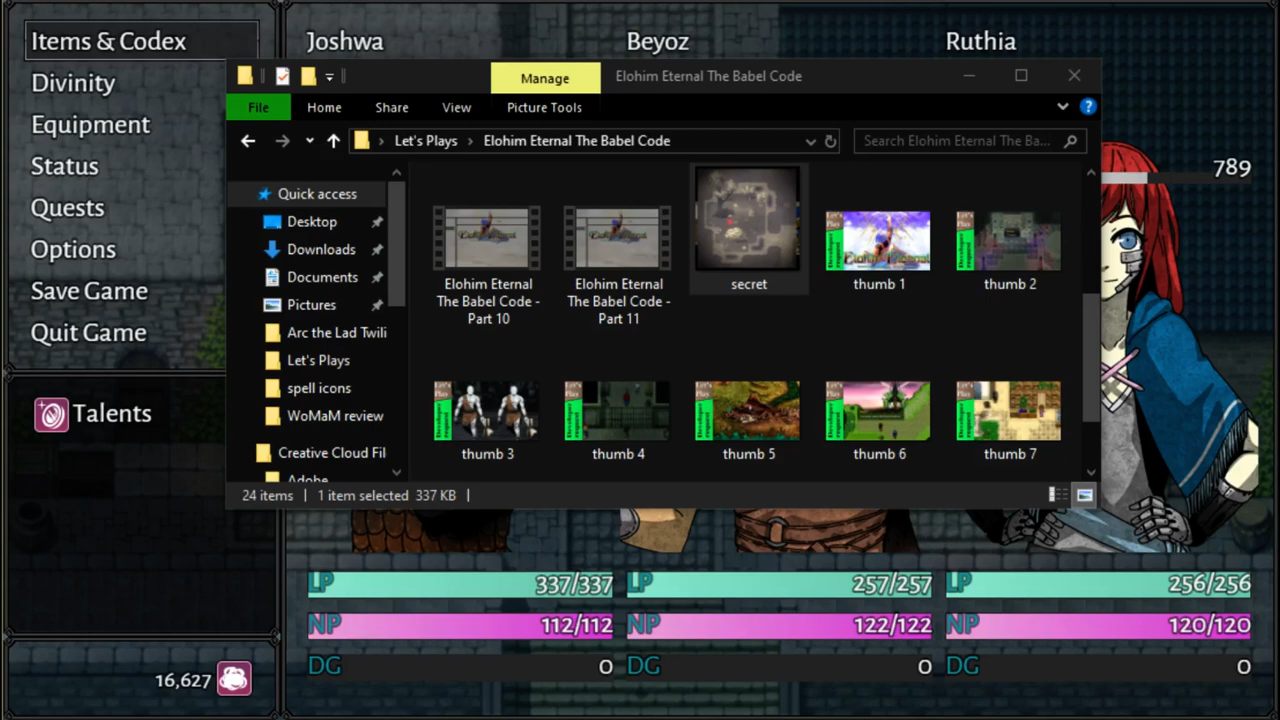 Items & Codex
Divinity
Equipment
Status
Quests
Options
Save Game
Quit Game
Talents
16,627
Joshwa
Beyoz
Ruthia
789
Manage
Elohim Eternal The Babel Code
File
Home
Share
View
Picture Tools
Let's Plays
Elohim Eternal The Babel Code
Search Elohim Eternal The Ba...
Quick access
Desktop
Downloads
Documents
Pictures
Arc the Lad Twili
Let's Plays
spell icons
WoMaM review
Creative Cloud Fil
Adobe
Elohim Eternal
The Babel Code -
Part 10
Elohim Eternal
The Babel Code -
Part 11
secret
thumb 1
thumb 2
thumb 3
thumb 4
thumb 5
thumb 6
thumb 7
24 items
1 item selected 337 KB
LP 337/337
NP 112/112
DG 0
LP 257/257
NP 122/122
DG 0
LP 256/256
NP 120/120
DG 0